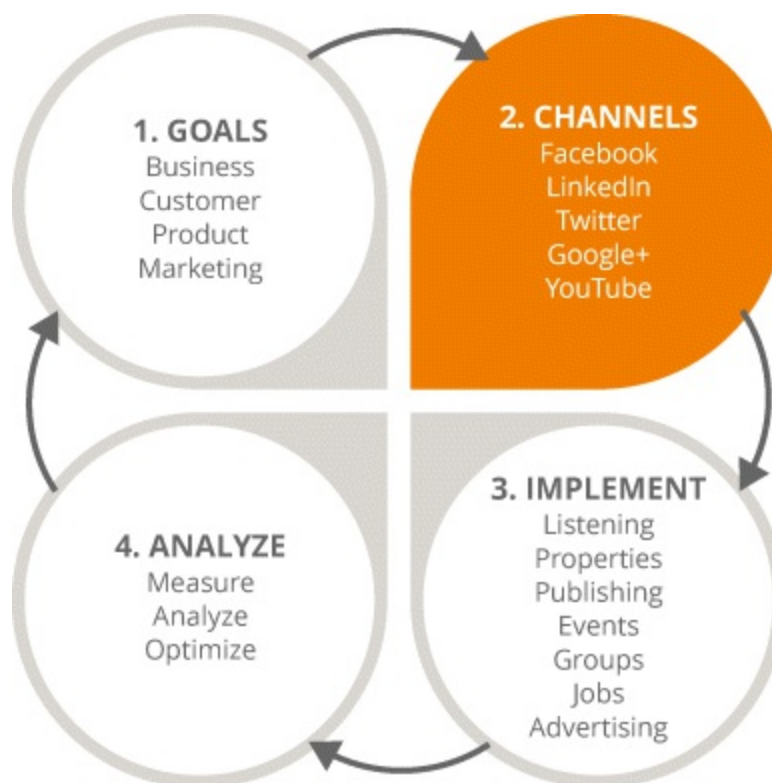 1. GOALS
Business
Customer
Product
Marketing
2. CHANNELS
Facebook
LinkedIn
Twitter
Google+
YouTube
3. IMPLEMENT
Listening
Properties
Publishing
Events
Groups
Jobs
Advertising
4. ANALYZE
Measure
Analyze
Optimize